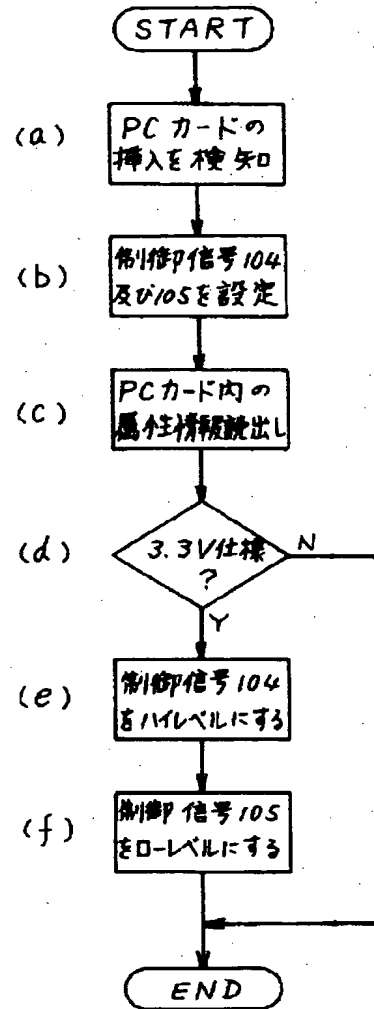 START
(a)
PCカードの
挿入を検知
(b)
制御信号104
及び105を設定
(c)
PCカード内の
属性情報読出し
(d)
3.3V仕様
?
N
Y
(e)
制御信号104
をハイレベルにする
(f)
制御信号105
をローレベルにする
END